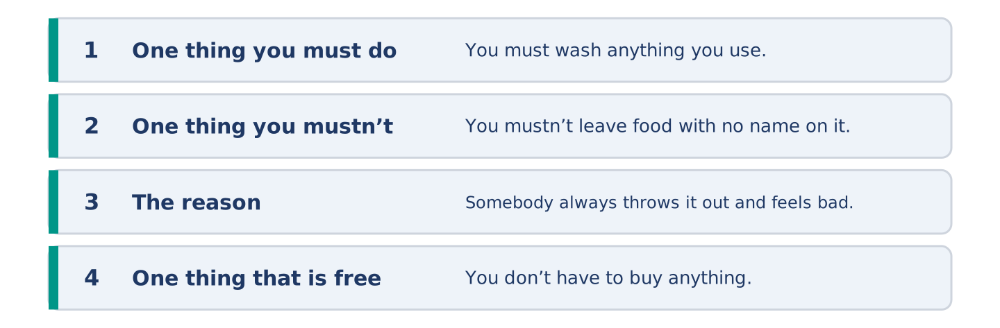 1 One thing you must do You must wash anything you use.
2 One thing you mustn’t You mustn’t leave food with no name on it.
3 The reason Somebody always throws it out and feels bad.
4 One thing that is free You don’t have to buy anything.